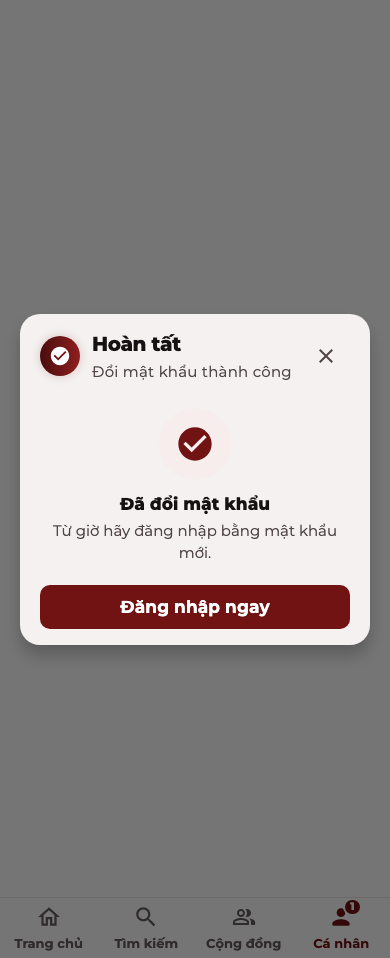 Hoàn tất
Đổi mật khẩu thành công
Đã đổi mật khẩu
Từ giờ hãy đăng nhập bằng mật khẩu
mới.
Đăng nhập ngay
1
Trang chủ
Tìm kiếm
Cộng đồng
Cá nhân